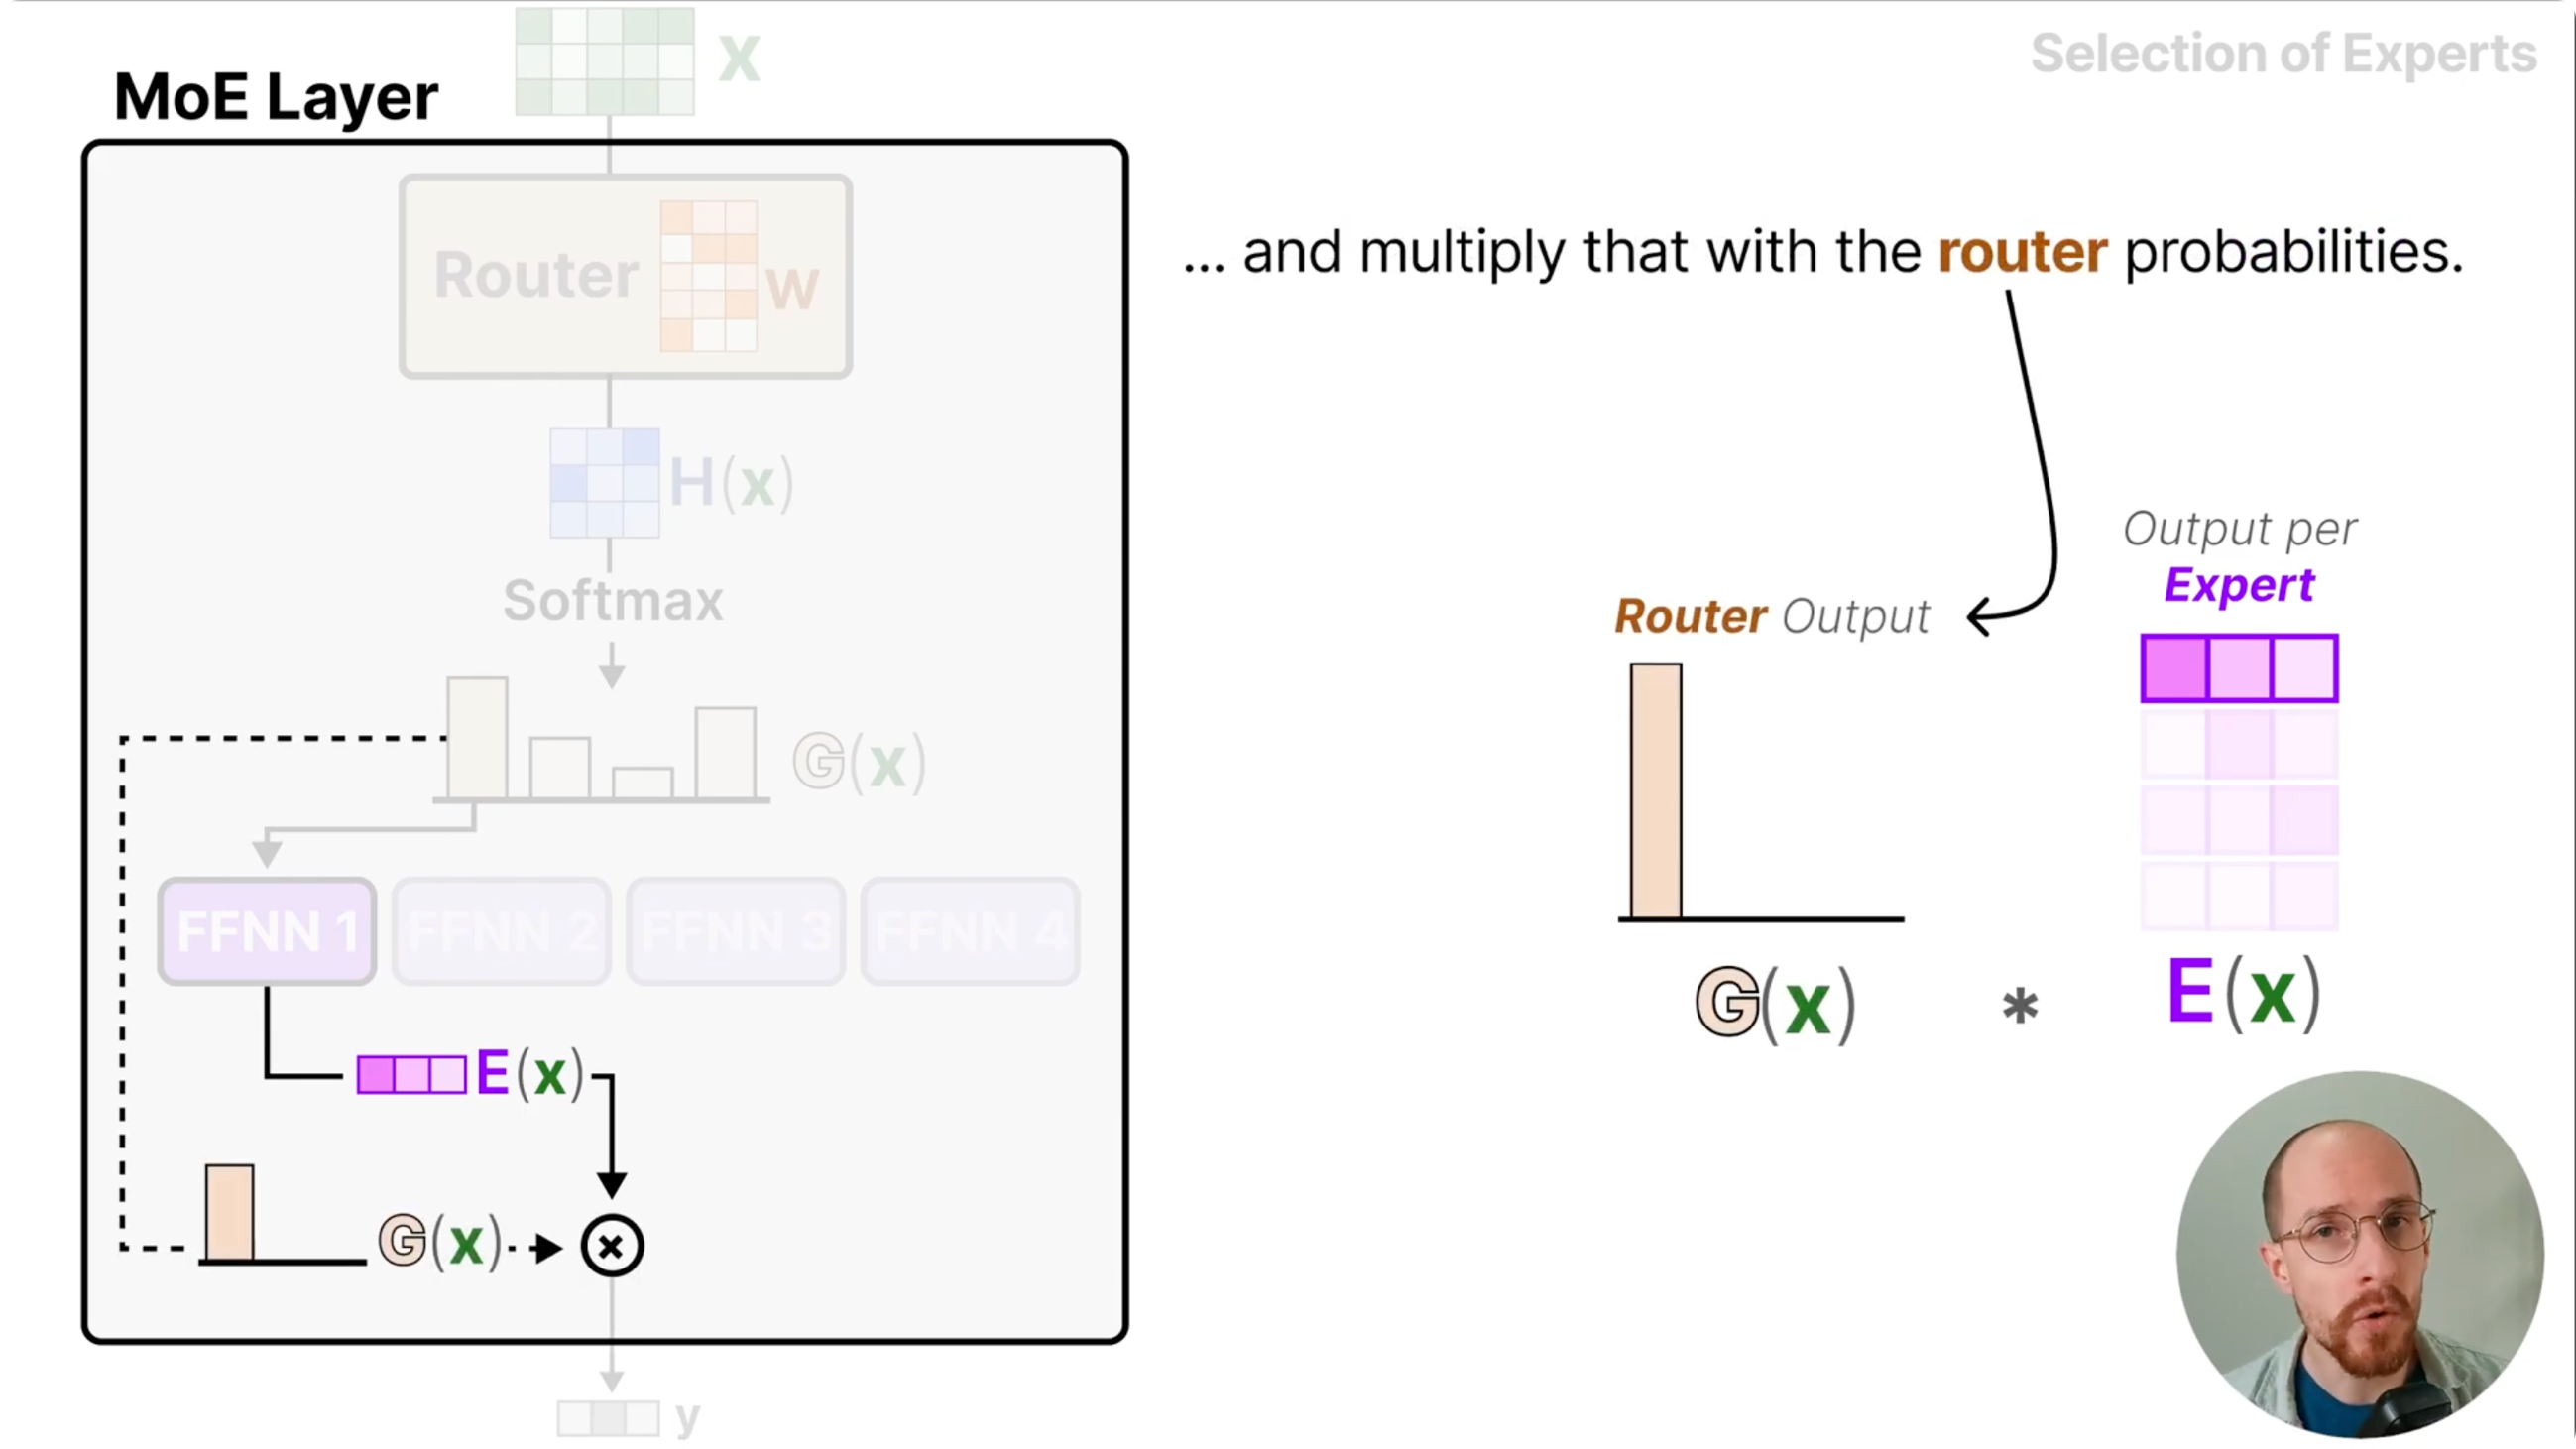 Selection of Experts
X
MoE Layer
Router
W
H(x)
Softmax
G(x)
FFNN 1
FFNN 2
FFNN 3
FFNN 4
E(x)
G(x)
×
y
... and multiply that with the router probabilities.
Output per
Expert
Router Output
G(x) * E(x)